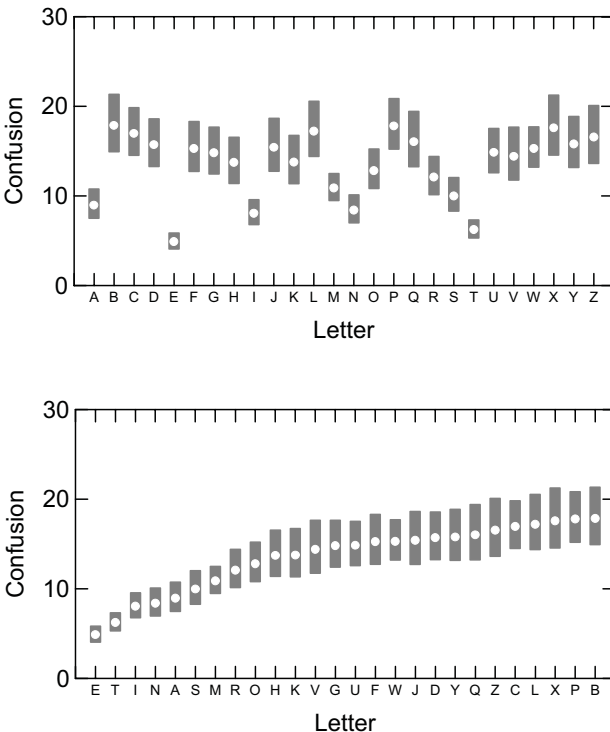 30
20
10
0
Confusion
A B C D E F G H I J K L M N O P Q R S T U V W X Y Z
Letter
30
20
10
0
Confusion
E T I N A S M R O H K V G U F W J D Y Q Z C L X P B
Letter